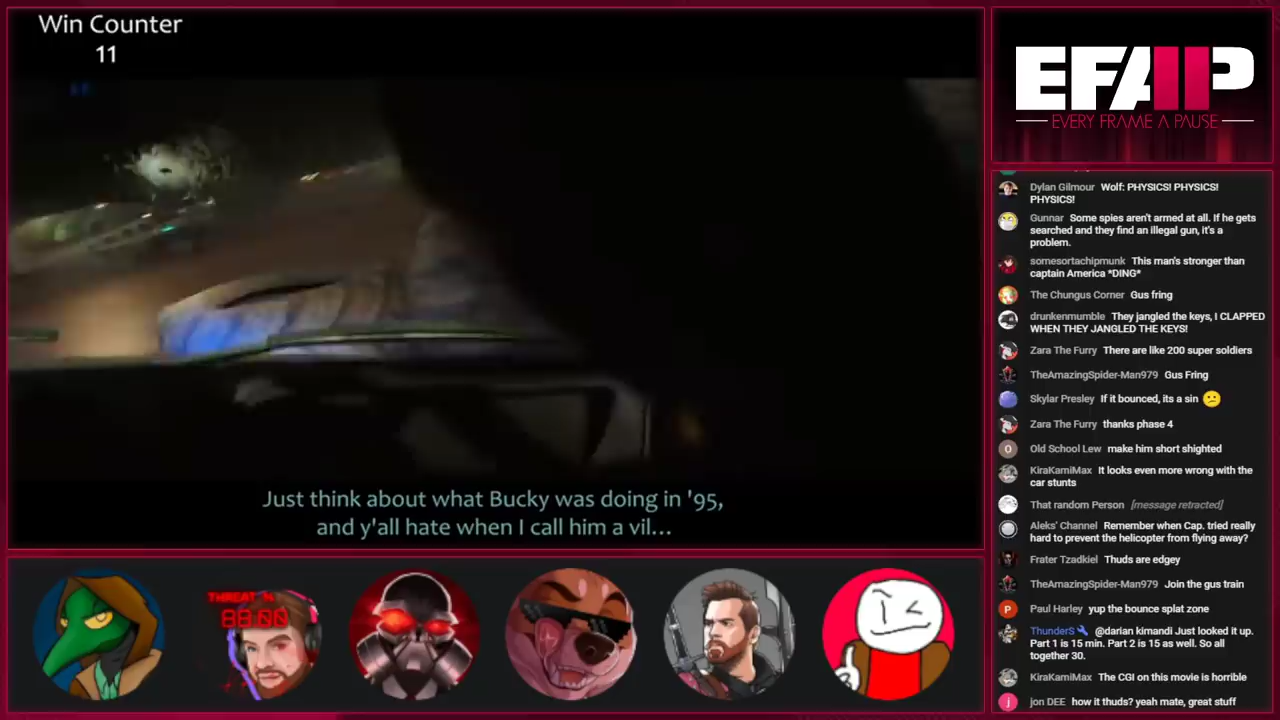 Win Counter
11
Just think about what Bucky was doing in '95,
and y'all hate when I call him a vil...
THREAT %
88:00
EFAP
EVERY FRAME A PAUSE
Dylan Gilmour Wolf: PHYSICS! PHYSICS!
PHYSICS!
Gunnar Some spies aren't armed at all. If he gets
searched and they find an illegal gun, it's a
problem.
somesortachipmunk This man's stronger than
captain America *DING*
The Chungus Corner Gus fring
drunkenmumble They jangled the keys, I CLAPPED
WHEN THEY JANGLED THE KEYS!
Zara The Furry There are like 200 super soldiers
TheAmazingSpider-Man979 Gus Fring
Skylar Presley If it bounced, its a sin 😕
Zara The Furry thanks phase 4
O Old School Lew make him short shighted
KiraKamiMax It looks even more wrong with the
car stunts
That random Person [message retracted]
Aleks' Channel Remember when Cap. tried really
hard to prevent the helicopter from flying away?
Frater Tzadkiel Thuds are edgey
TheAmazingSpider-Man979 Join the gus train
P Paul Harley yup the bounce splat zone
ThunderS🔧 @darian kimandi Just looked it up.
Part 1 is 15 min. Part 2 is 15 as well. So all
together 30.
KiraKamiMax The CGI on this movie is horrible
j jon DEE how it thuds? yeah mate, great stuff